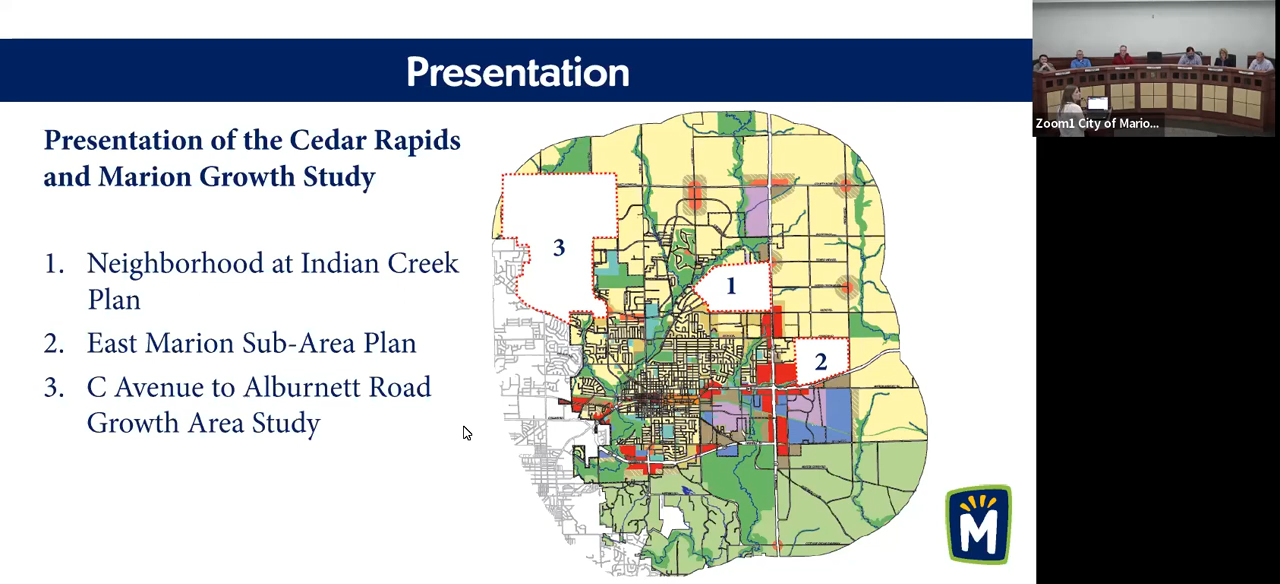 Presentation
Zoom1 City of Mario...
Presentation of the Cedar Rapids
and Marion Growth Study
1. Neighborhood at Indian Creek
Plan
2. East Marion Sub-Area Plan
3. C Avenue to Alburnett Road
Growth Area Study
3
1
2
M